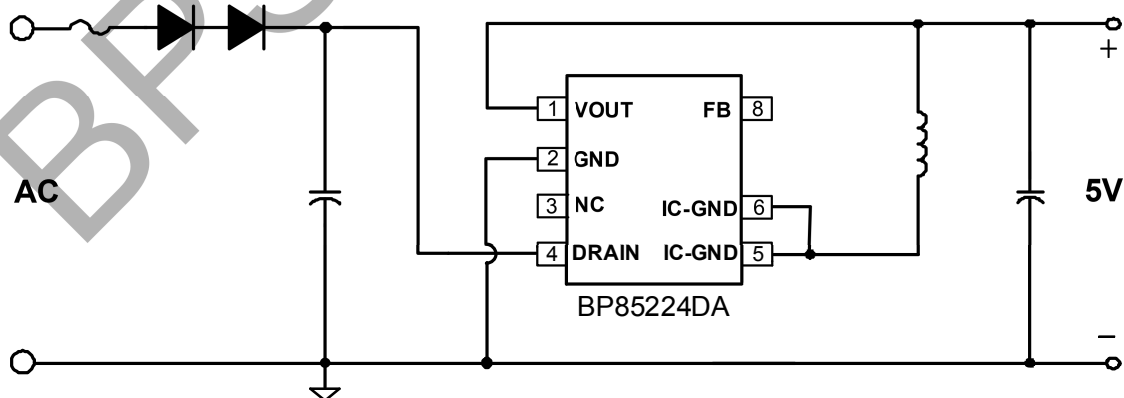 AC
1 VOUT
2 GND
3 NC
4 DRAIN
FB 8
IC-GND 6
IC-GND 5
BP85224DA
+
5V
−